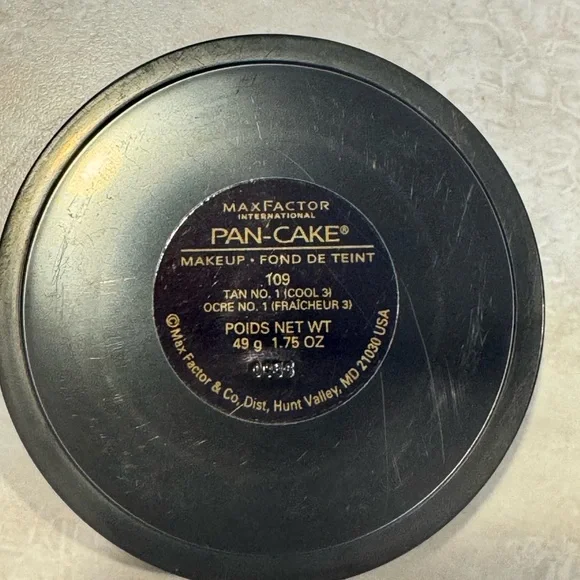 MAXFACTOR
INTERNATIONAL
PAN-CAKE®
MAKEUP • FOND DE TEINT
109
TAN NO. 1 (COOL 3)
OCRE NO. 1 (FRAÎCHEUR 3)
POIDS NET WT
49 g 1.75 OZ
©Max Factor & Co, Dist, Hunt Valley, MD 21030 USA